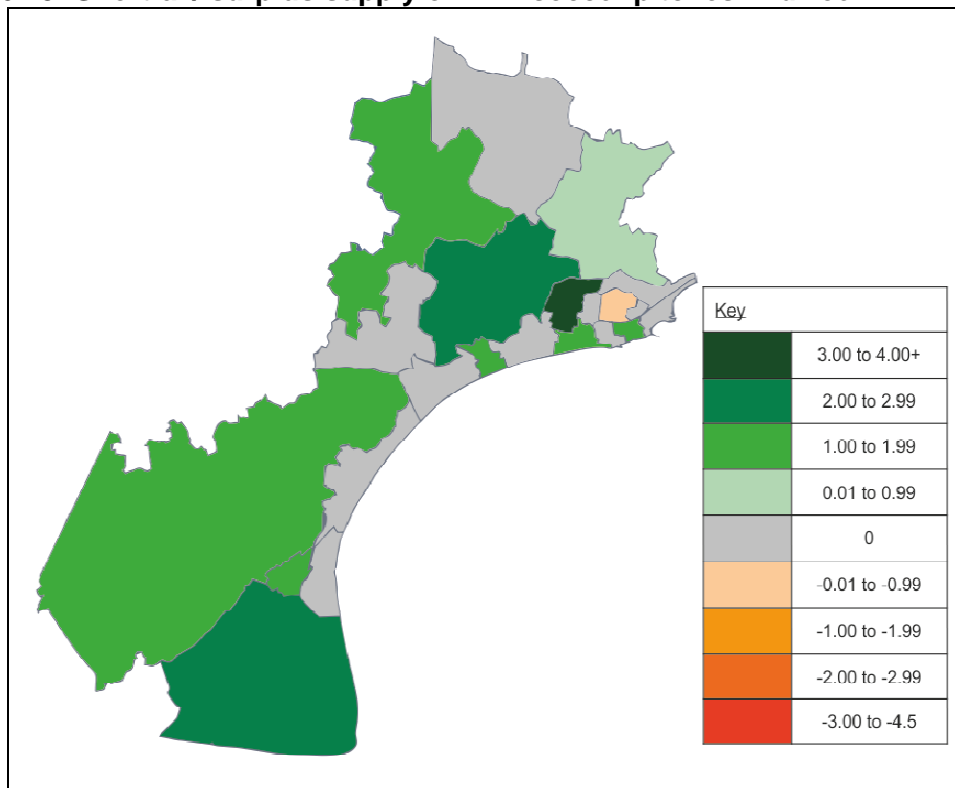 Key
3.00 to 4.00+
2.00 to 2.99
1.00 to 1.99
0.01 to 0.99
0
-0.01 to -0.99
-1.00 to -1.99
-2.00 to -2.99
-3.00 to -4.5